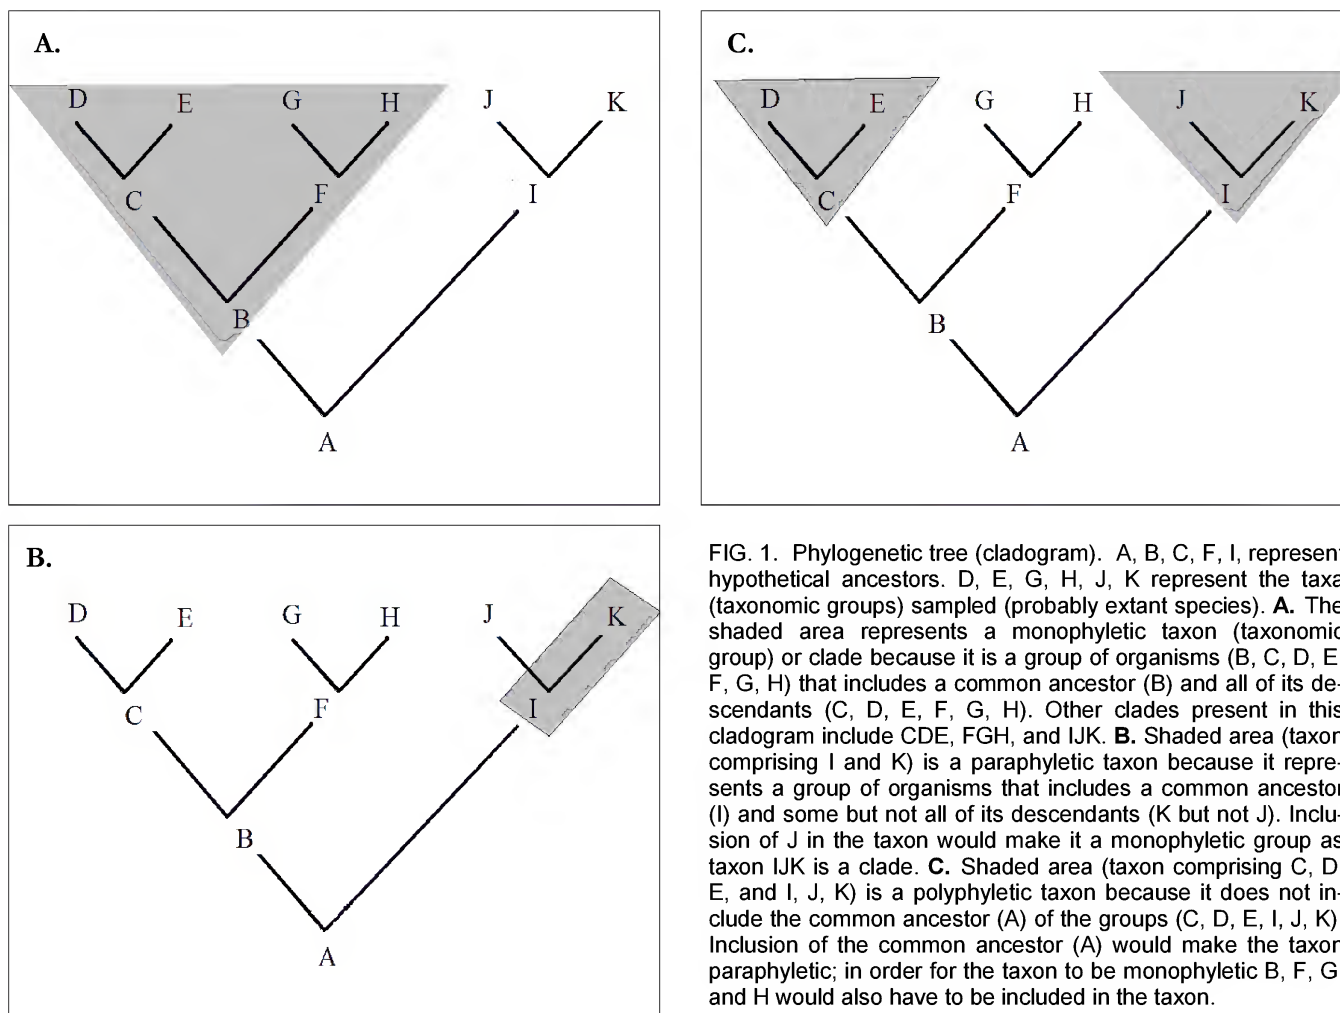 A.
D E G H J K
C F I
B
A
C.
D E G H J K
C F I
B
A
B.
D E G H J K
C F I
B
A
FIG. 1. Phylogenetic tree (cladogram). A, B, C, F, I, represent
hypothetical ancestors. D, E, G, H, J, K represent the taxa
(taxonomic groups) sampled (probably extant species). A. The
shaded area represents a monophyletic taxon (taxonomic
group) or clade because it is a group of organisms (B, C, D, E
F, G, H) that includes a common ancestor (B) and all of its de-
scendants (C, D, E, F, G, H). Other clades present in this
cladogram include CDE, FGH, and IJK. B. Shaded area (taxon
comprising I and K) is a paraphyletic taxon because it repre-
sents a group of organisms that includes a common ancestor
(I) and some but not all of its descendants (K but not J). Inclu-
sion of J in the taxon would make it a monophyletic group as
taxon IJK is a clade. C. Shaded area (taxon comprising C, D
E, and I, J, K) is a polyphyletic taxon because it does not in-
clude the common ancestor (A) of the groups (C, D, E, I, J, K)
Inclusion of the common ancestor (A) would make the taxon
paraphyletic; in order for the taxon to be monophyletic B, F, G
and H would also have to be included in the taxon.